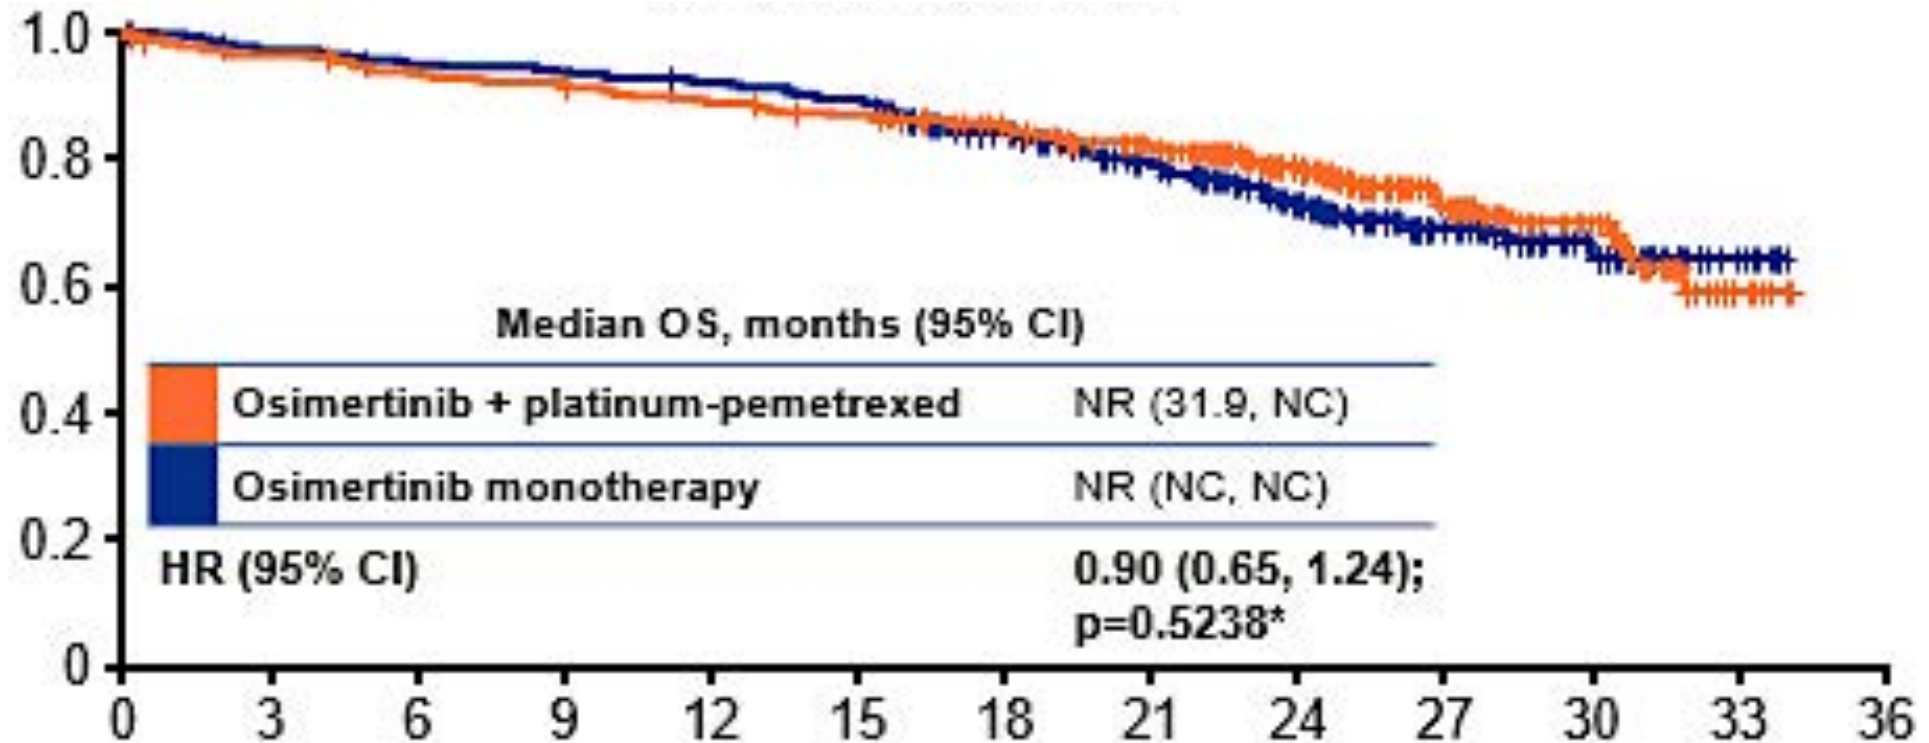 1.0
0.8
0.6
Median OS, months (95% CI)
Osimertinib + platinum-pemetrexed NR (31.9, NC)
0.4
Osimertinib monotherapy NR (NC, NC)
0.2
HR (95% CI) 0.90 (0.65, 1.24);
p=0.5238*
0
0 3 6 9 12 15 18 21 24 27 30 33 36